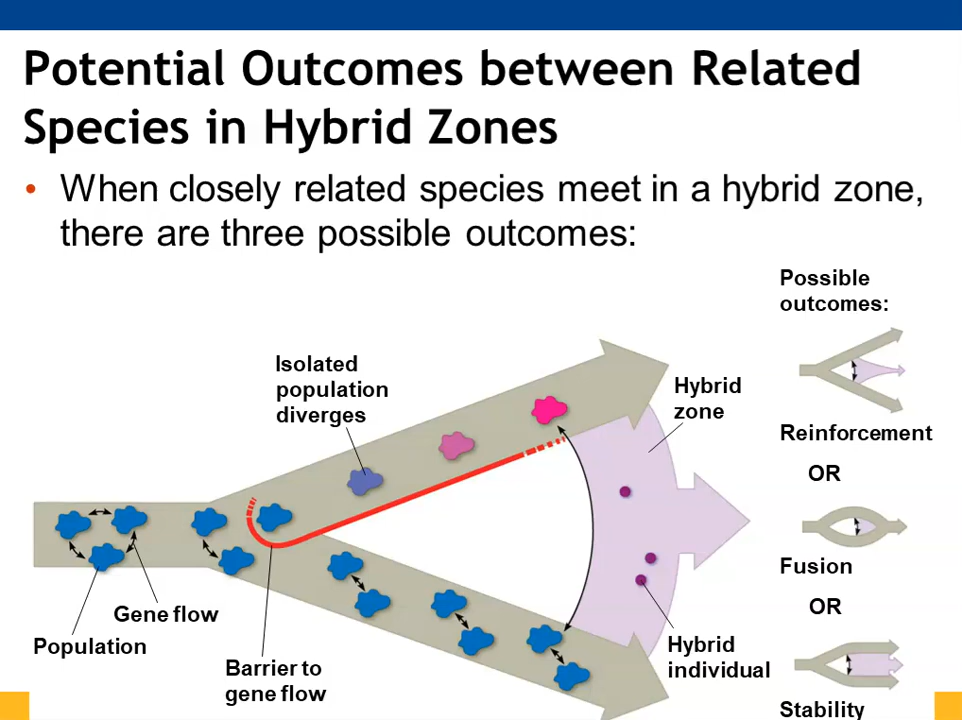 Potential Outcomes between Related
Species in Hybrid Zones
• When closely related species meet in a hybrid zone,
there are three possible outcomes:
Possible
outcomes:
Isolated
population
diverges
Hybrid
zone
Reinforcement
OR
Fusion
OR
Gene flow
Population
Barrier to
gene flow
Hybrid
individual
Stability